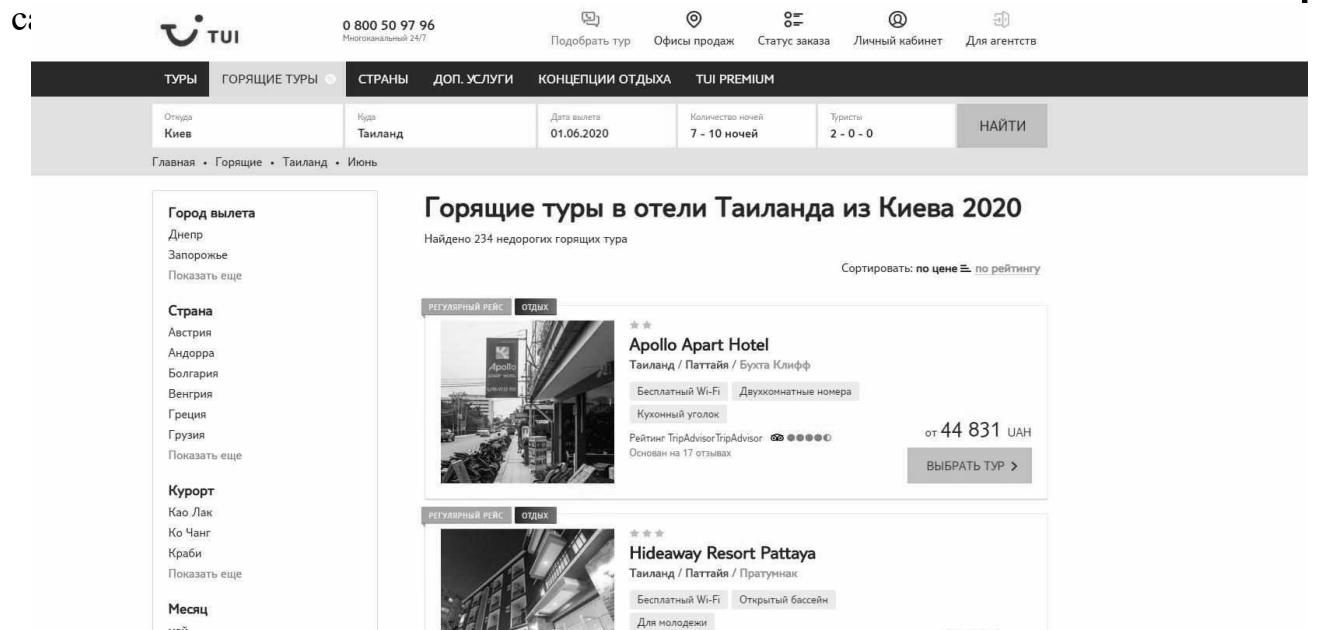 TUI
0 800 50 97 96
Многоканальный 24/7
Подобрать тур
Офисы продаж
Статус заказа
Личный кабинет
Для агентств
ТУРЫ
ГОРЯЩИЕ ТУРЫ
СТРАНЫ
ДОП. УСЛУГИ
КОНЦЕПЦИИ ОТДЫХА
TUI PREMIUM
Откуда
Киев
Куда
Таиланд
Дата вылета
01.06.2020
Количество ночей
7 - 10 ночей
Туристы
2 - 0 - 0
НАЙТИ
Главная • Горящие • Таиланд • Июнь
Город вылета
Днепр
Запорожье
Показать еще
Страна
Австрия
Андорра
Болгария
Венгрия
Греция
Грузия
Показать еще
Курорт
Као Лак
Ко Чанг
Краби
Показать еще
Месяц
Горящие туры в отели Таиланда из Киева 2020
Найдено 234 недорогих горящих тура
Сортировать: по цене по рейтингу
РЕГУЛЯРНЫЙ РЕЙС
ОТДЫХ
Apollo
Apollo Apart Hotel
Таиланд / Паттайя / Бухта Клифф
Бесплатный Wi-Fi
Двухкомнатные номера
Кухонный уголок
Рейтинг TripAdvisorTripAdvisor
Основан на 17 отзывах
от 44 831 UAH
ВЫБРАТЬ ТУР
РЕГУЛЯРНЫЙ РЕЙС
ОТДЫХ
Hideaway Resort Pattaya
Таиланд / Паттайя / Пратумнак
Бесплатный Wi-Fi
Открытый бассейн
Для молодежи